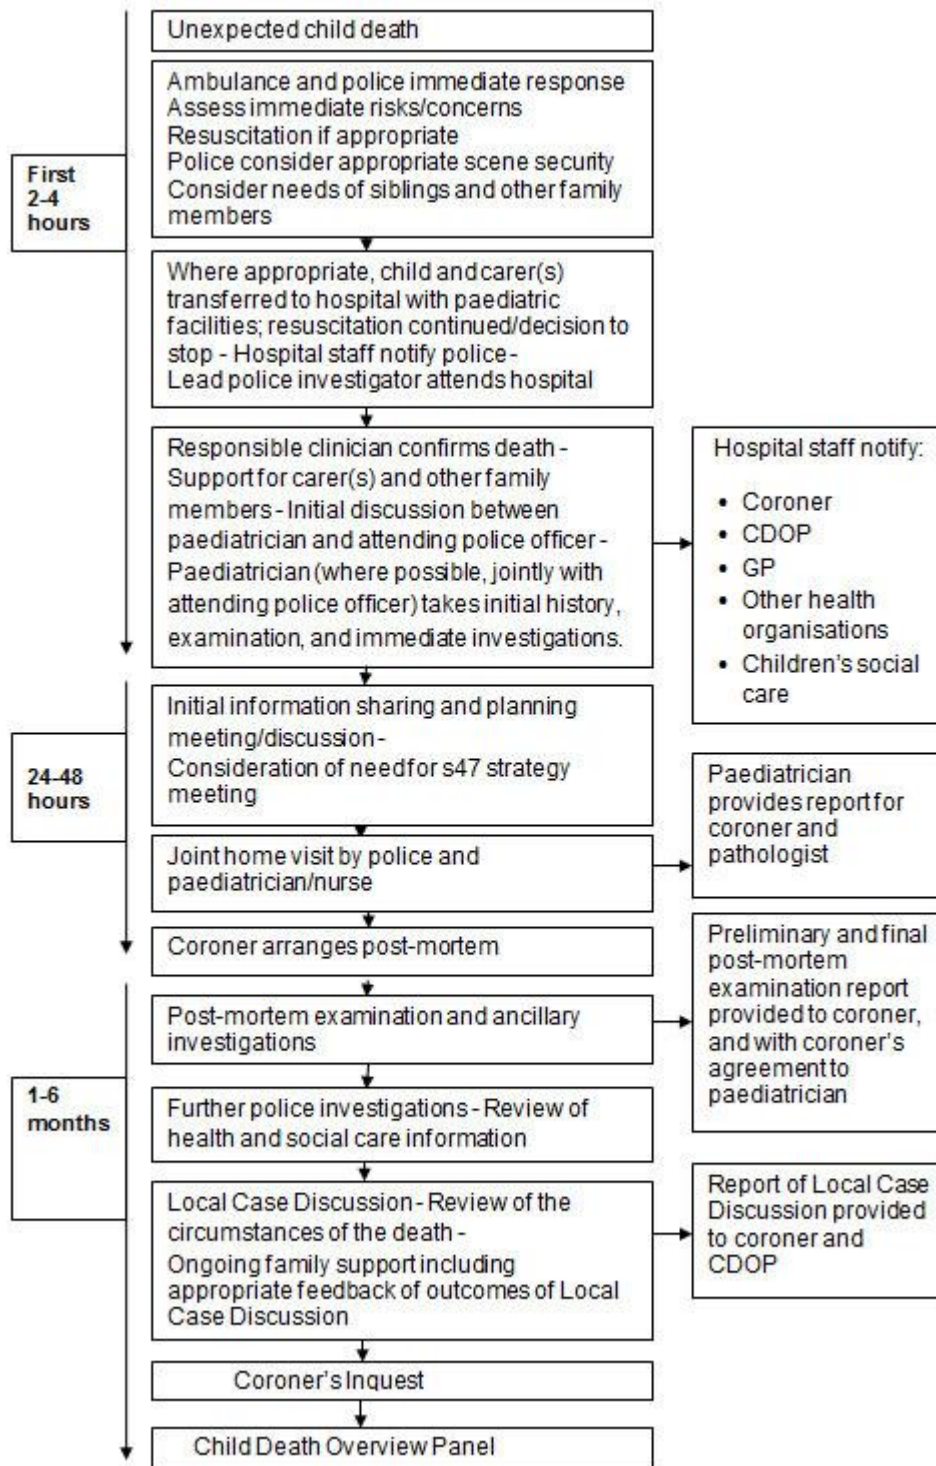 Unexpected child death
Ambulance and police immediate response
Assess immediate risks/concerns
Resuscitation if appropriate
Police consider appropriate scene security
Consider needs of siblings and other family
members
First
2-4
hours
Where appropriate, child and carer(s)
transferred to hospital with paediatric
facilities; resuscitation continued/decision to
stop - Hospital staff notify police -
Lead police investigator attends hospital
Responsible clinician confirms death -
Support for carer(s) and other family
members - Initial discussion between
paediatrician and attending police officer -
Paediatrician (where possible, jointly with
attending police officer) takes initial history,
examination, and immediate investigations.
Hospital staff notify:
• Coroner
• CDOP
• GP
• Other health
organisations
• Children's social
care
24-48
hours
Initial information sharing and planning
meeting/discussion-
Consideration of need for s47 strategy
meeting
Joint home visit by police and
paediatrician/nurse
Paediatrician
provides report for
coroner and
pathologist
Coroner arranges post-mortem
1-6
months
Post-mortem examination and ancillary
investigations
Preliminary and final
post-mortem
examination report
provided to coroner,
and with coroner's
agreement to
paediatrician
Further police investigations - Review of
health and social care information
Local Case Discussion - Review of the
circumstances of the death -
Ongoing family support including
appropriate feedback of outcomes of Local
Case Discussion
Report of Local Case
Discussion provided
to coroner and
CDOP
Coroner's Inquest
Child Death Overview Panel